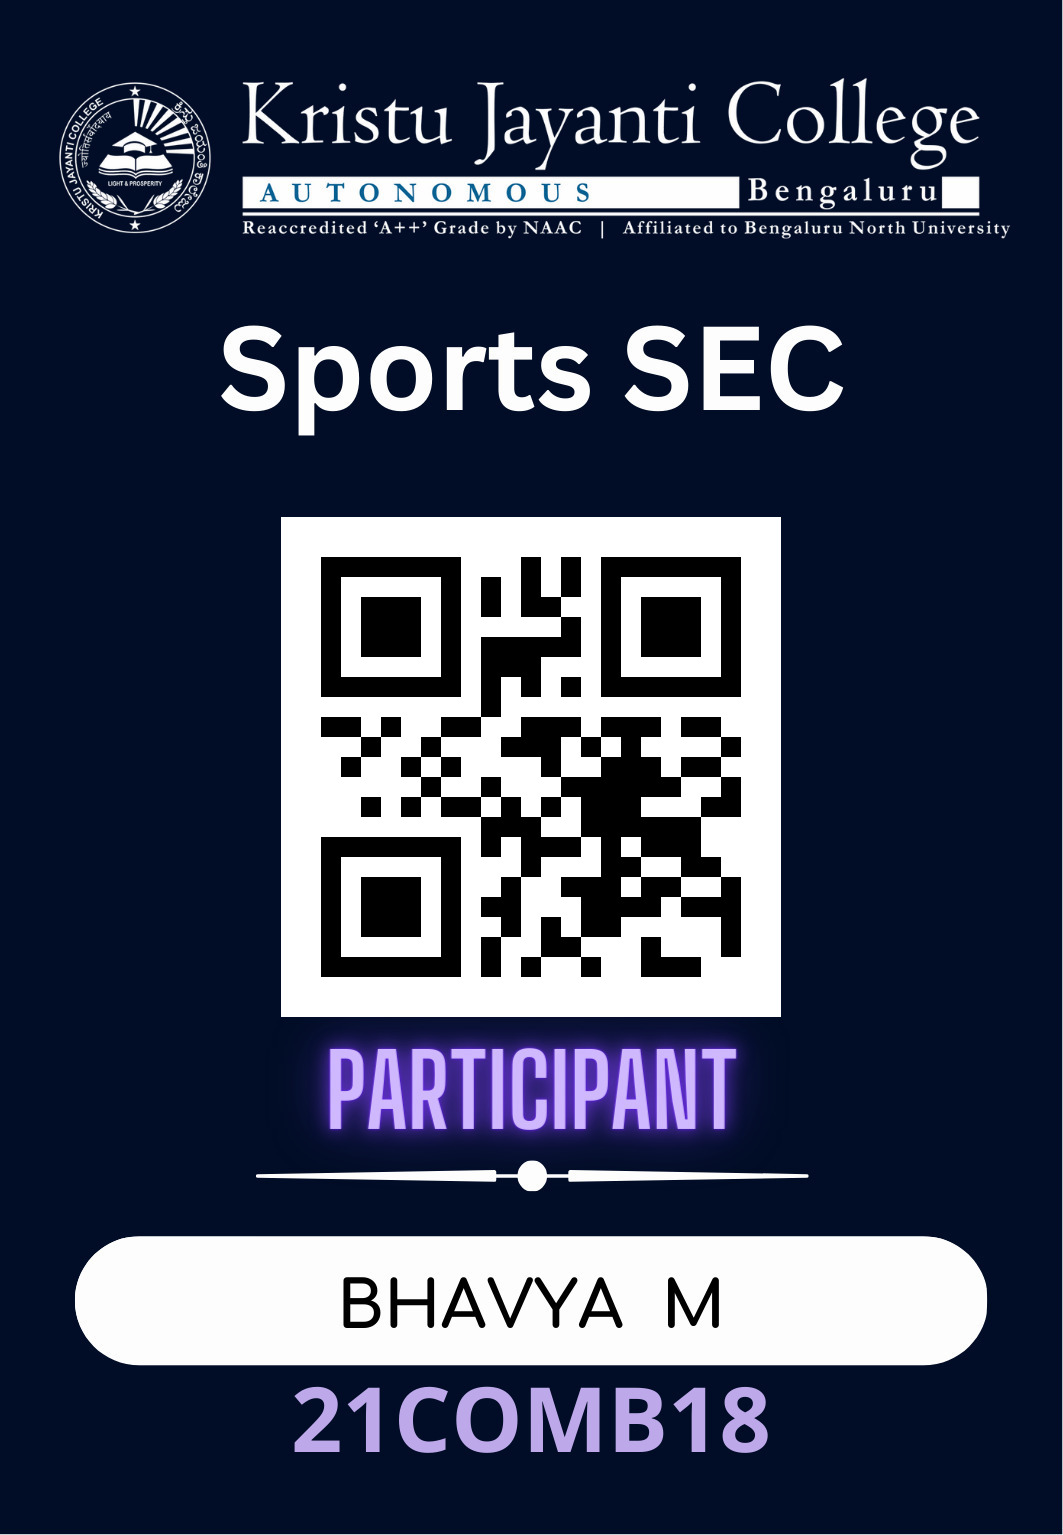 Kristu Jayanti College
AUTONOMOUS Bengaluru
Reaccredited ‘A++’ Grade by NAAC | Affiliated to Bengaluru North University
KRISTU JAYANTI COLLEGE
LIGHT & PROSPERITY
Sports SEC
PARTICIPANT
BHAVYA M
21COMB18